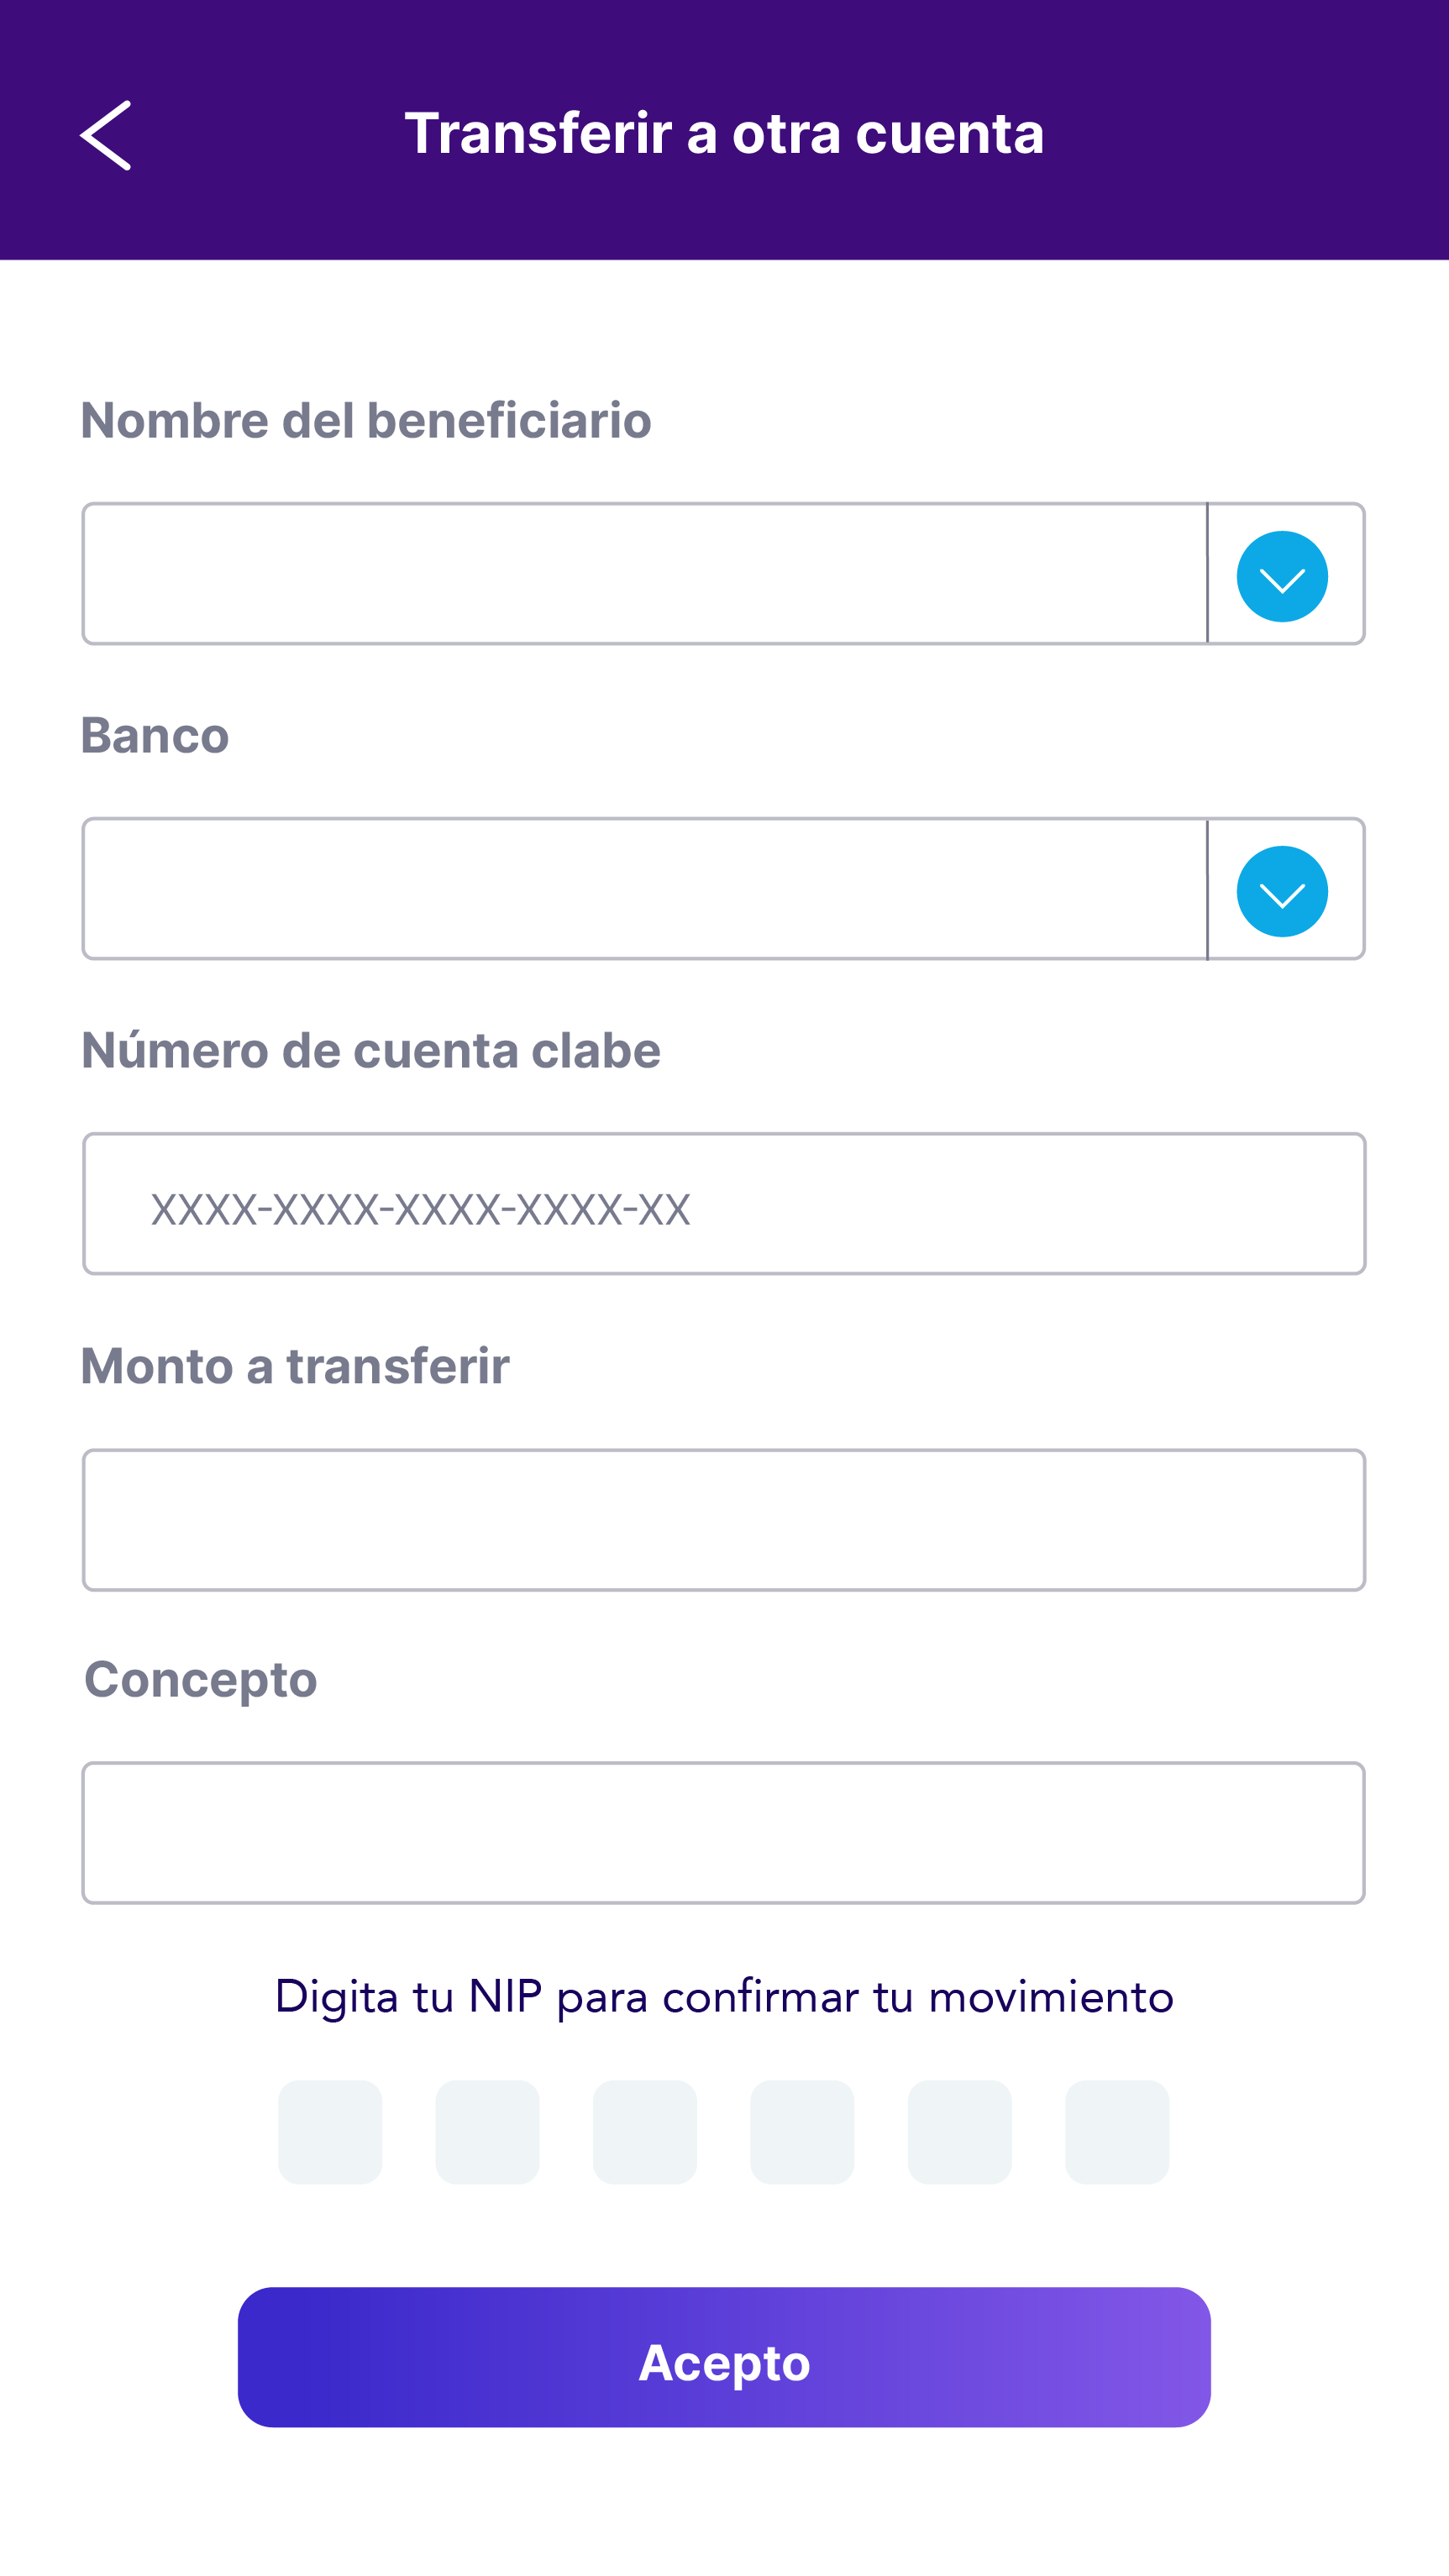 Transferir a otra cuenta
Nombre del beneficiario
Banco
Número de cuenta clabe
XXXX-XXXX-XXXX-XXXX-XX
Monto a transferir
Concepto
Digita tu NIP para confirmar tu movimiento
Acepto